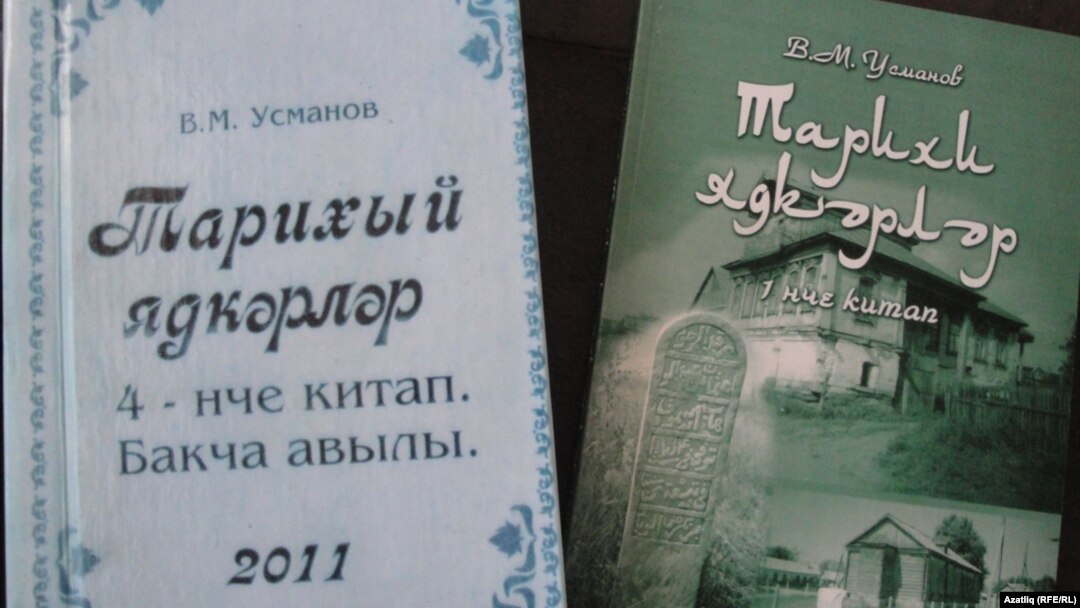 В.М. Усманов
Тарихый
ядкәрләр
4 - нче китап.
Бакча авылы.
2011
В.М. Усманов
Тарихи
ядкәрләр
1 нче китап
Azatliq (RFE/RL)